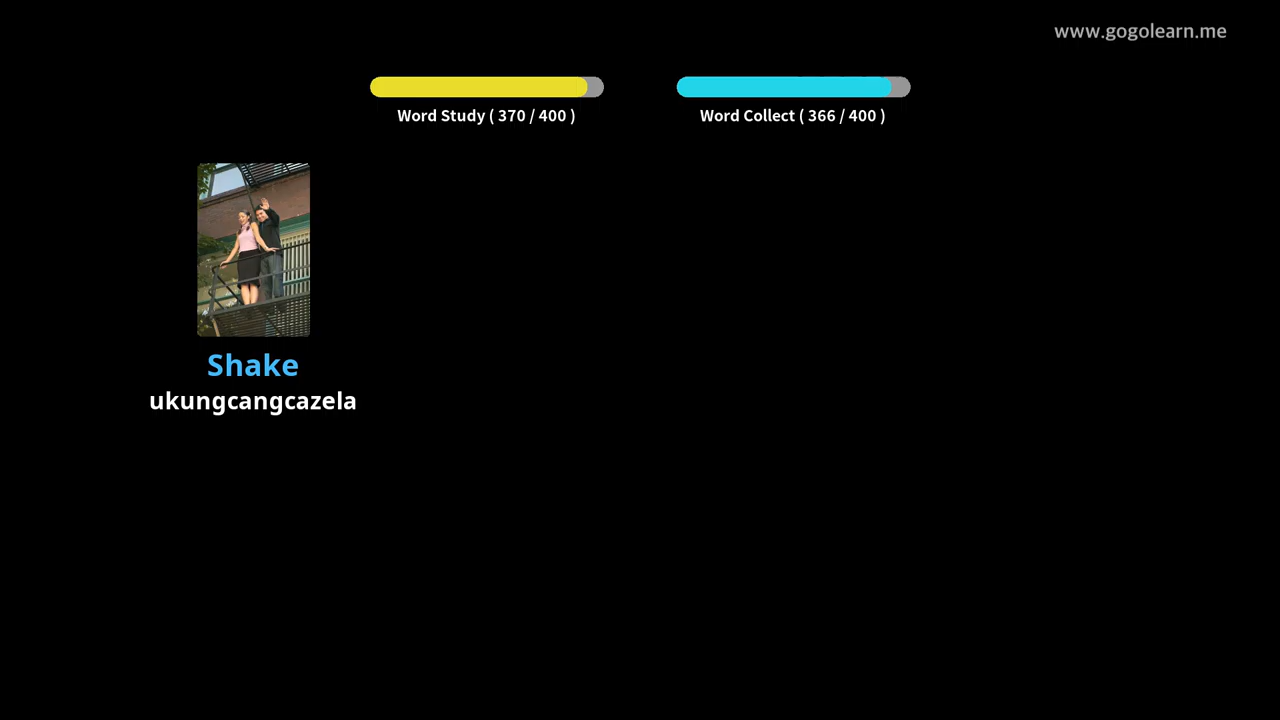 www.gogolearn.me
Word Study ( 370 / 400 )
Word Collect ( 366 / 400 )
Shake
ukungcangcazela